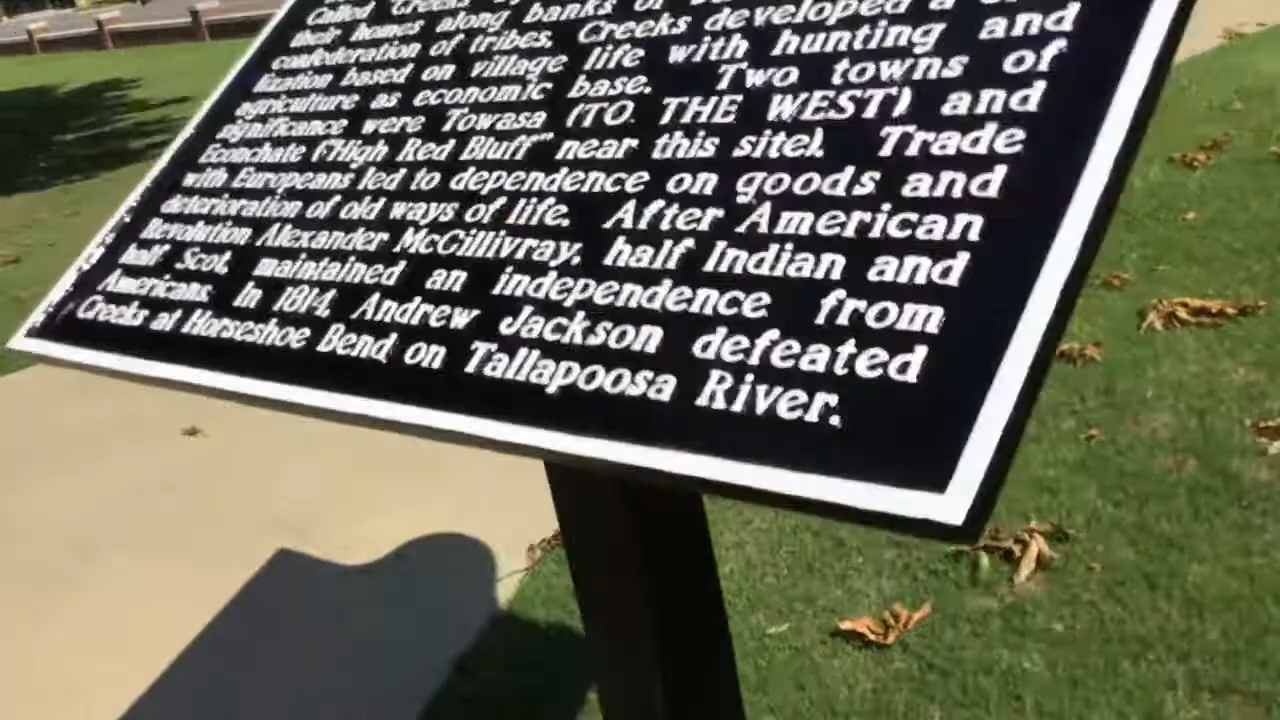 Called "Creeks
their homes along banks of
confederation of tribes. Creeks developed a
lization based on village life with hunting and
agriculture as economic base. Two towns of
significance were Towasa (TO THE WEST) and
Econchate ("High Red Bluff" near this site). Trade
with Europeans led to dependence on goods and
deterioration of old ways of life. After American
Revolution Alexander McGillivray, half Indian and
half Scot, maintained an independence from
Americans. In 1814, Andrew Jackson defeated
Creeks at Horseshoe Bend on Tallapoosa River.